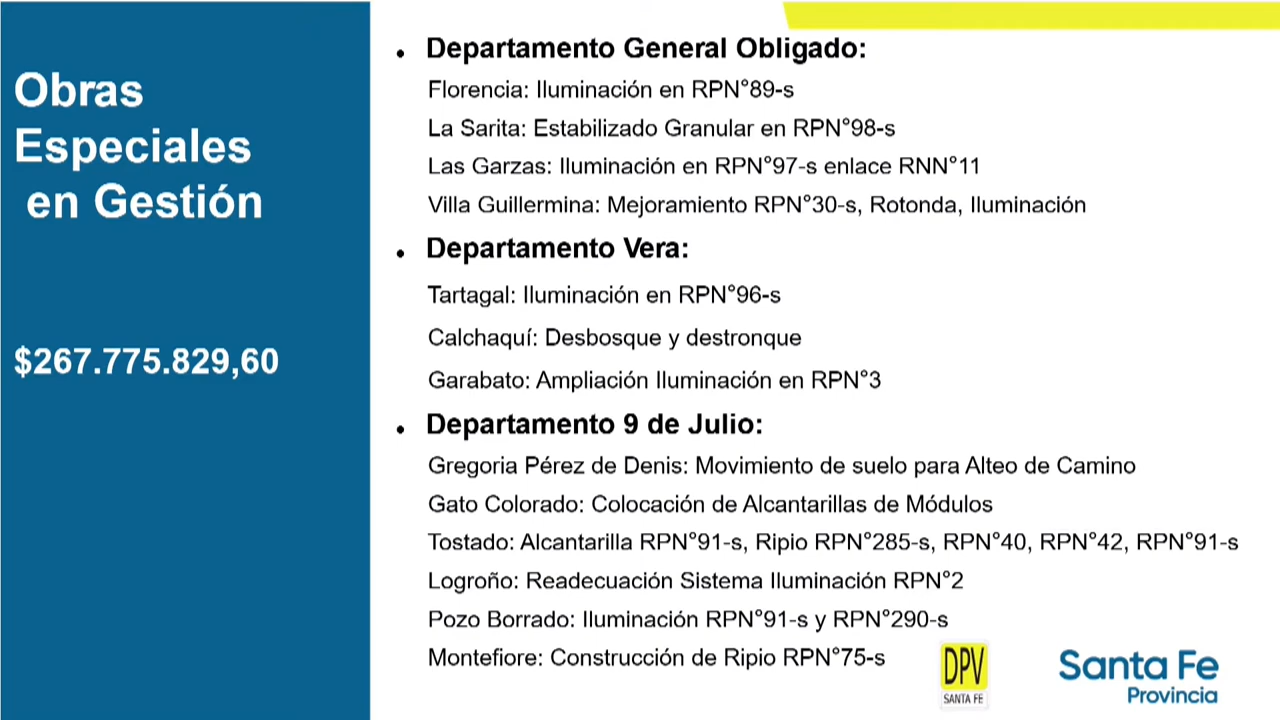 Obras
Especiales
en Gestión
$267.775.829,60
• Departamento General Obligado:
Florencia: Iluminación en RPN°89-s
La Sarita: Estabilizado Granular en RPN°98-s
Las Garzas: Iluminación en RPN°97-s enlace RNN°11
Villa Guillermina: Mejoramiento RPN°30-s, Rotonda, Iluminación
• Departamento Vera:
Tartagal: Iluminación en RPN°96-s
Calchaquí: Desbosque y destronque
Garabato: Ampliación Iluminación en RPN°3
• Departamento 9 de Julio:
Gregoria Pérez de Denis: Movimiento de suelo para Alteo de Camino
Gato Colorado: Colocación de Alcantarillas de Módulos
Tostado: Alcantarilla RPN°91-s, Ripio RPN°285-s, RPN°40, RPN°42, RPN°91-s
Logroño: Readecuación Sistema Iluminación RPN°2
Pozo Borrado: Iluminación RPN°91-s y RPN°290-s
Montefiore: Construcción de Ripio RPN°75-s
DPV
SANTA FE
Santa Fe
Provincia